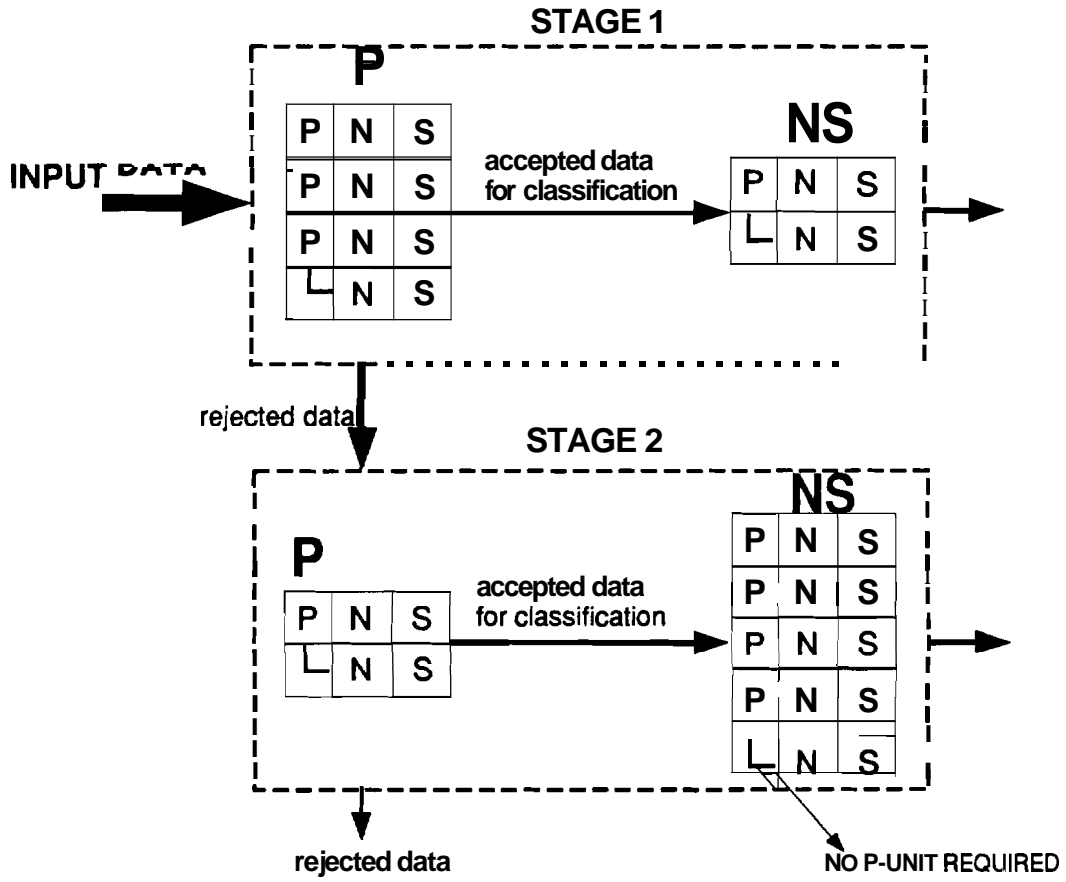 STAGE 1
P
P N S
P N S
P N S
N S
INPUT DATA
accepted data
for classification
NS
P N S
N S
rejected data
STAGE 2
P
P N S
N S
accepted data
for classification
NS
P N S
P N S
P N S
P N S
N S
rejected data
NO P-UNIT REQUIRED